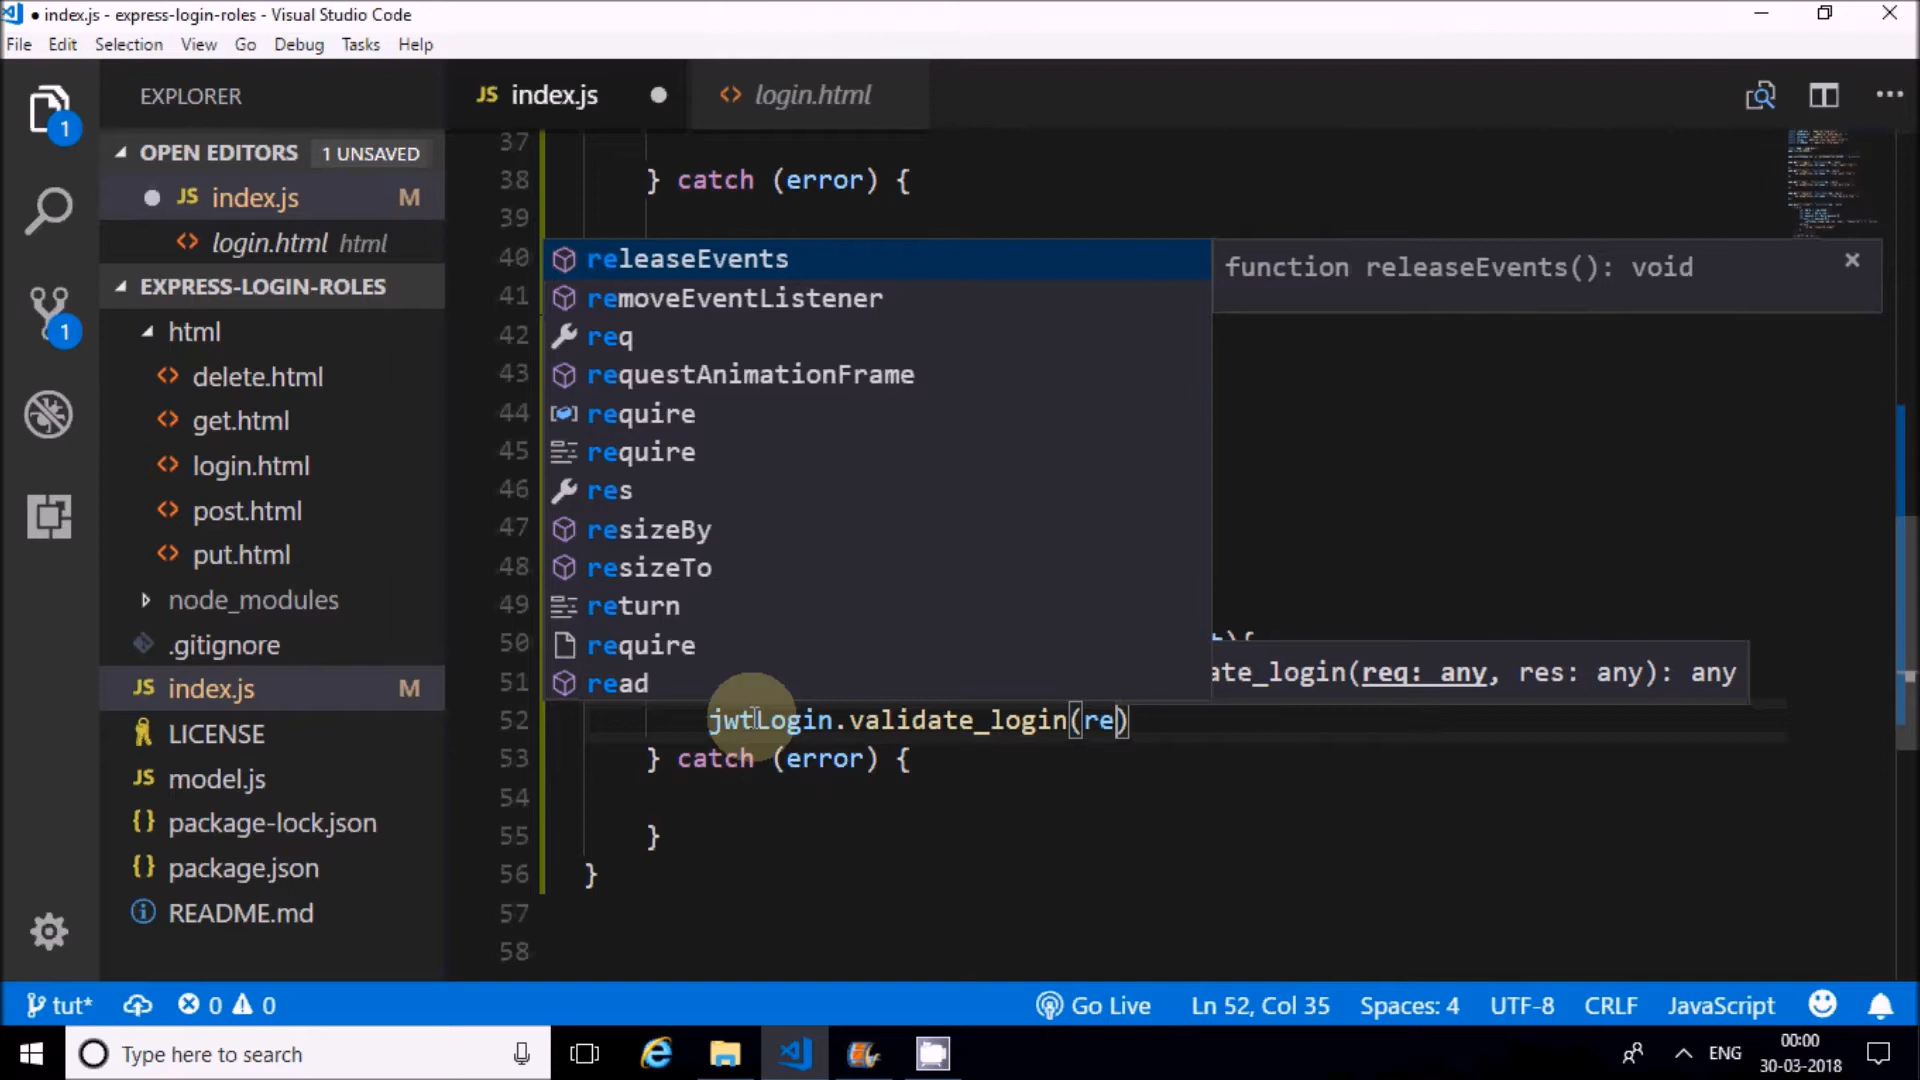 index.js - express-login-roles - Visual Studio Code
File Edit Selection View Go Debug Tasks Help
EXPLORER
JS index.js
<> login.html
OPEN EDITORS 1 UNSAVED
JS index.js M
<> login.html html
EXPRESS-LOGIN-ROLES
html
<> delete.html
<> get.html
<> login.html
<> post.html
<> put.html
node_modules
.gitignore
JS index.js M
LICENSE
JS model.js
{} package-lock.json
{} package.json
README.md
1
1
37
38 } catch (error) {
39
40
41
42
43
44
45
46
47
48
49
50 ){
51
52 jwtLogin.validate_login(re)
53 } catch (error) {
54
55 }
56 }
57
58
releaseEvents
removeEventListener
req
requestAnimationFrame
require
require
res
resizeBy
resizeTo
return
require
read
function releaseEvents(): void ×
ate_login(req: any, res: any): any
tut* 0 0 Go Live Ln 52, Col 35 Spaces: 4 UTF-8 CRLF JavaScript
Type here to search
ENG 00:00
30-03-2018